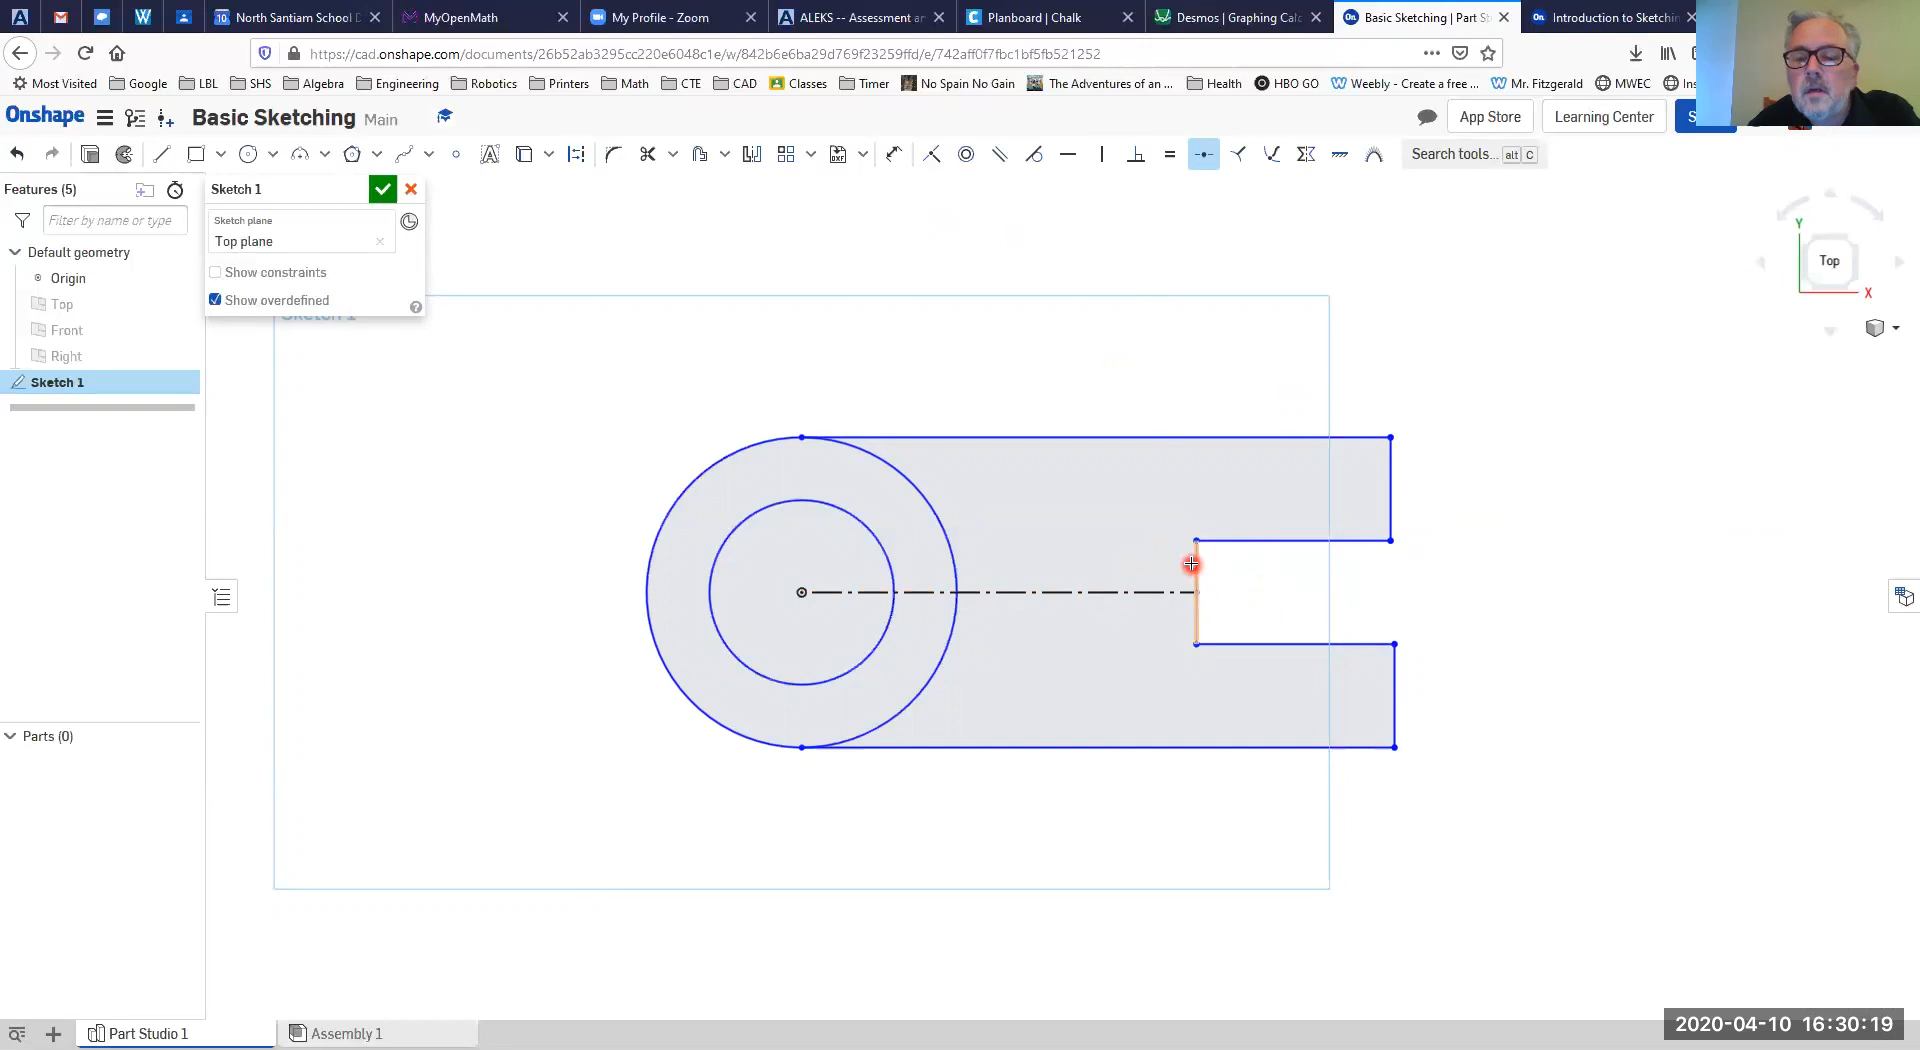 North Santiam School D
MyOpenMath
My Profile - Zoom
ALEKS -- Assessment an
Planboard | Chalk
Desmos | Graphing Calc
Basic Sketching | Part St
Introduction to Sketchin
https://cad.onshape.com/documents/26b52ab3295cc220e6048c1e/w/842b6e6ba29d769f23259ffd/e/742aff0f7fbc1bf5fb521252
Most Visited Google LBL SHS Algebra Engineering Robotics Printers Math CTE CAD Classes Timer No Spain No Gain The Adventures of an ... Health HBO GO Weebly - Create a free ... Mr. Fitzgerald MWEC Ins
Onshape Basic Sketching Main App Store Learning Center S
Search tools... alt C
Features (5)
Filter by name or type
Default geometry
Origin
Top
Front
Right
Sketch 1
Sketch 1
Sketch plane
Top plane
Show constraints
Show overdefined
Sketch 1
Y
Top
X
Parts (0)
Part Studio 1
Assembly 1
2020-04-10 16:30:19